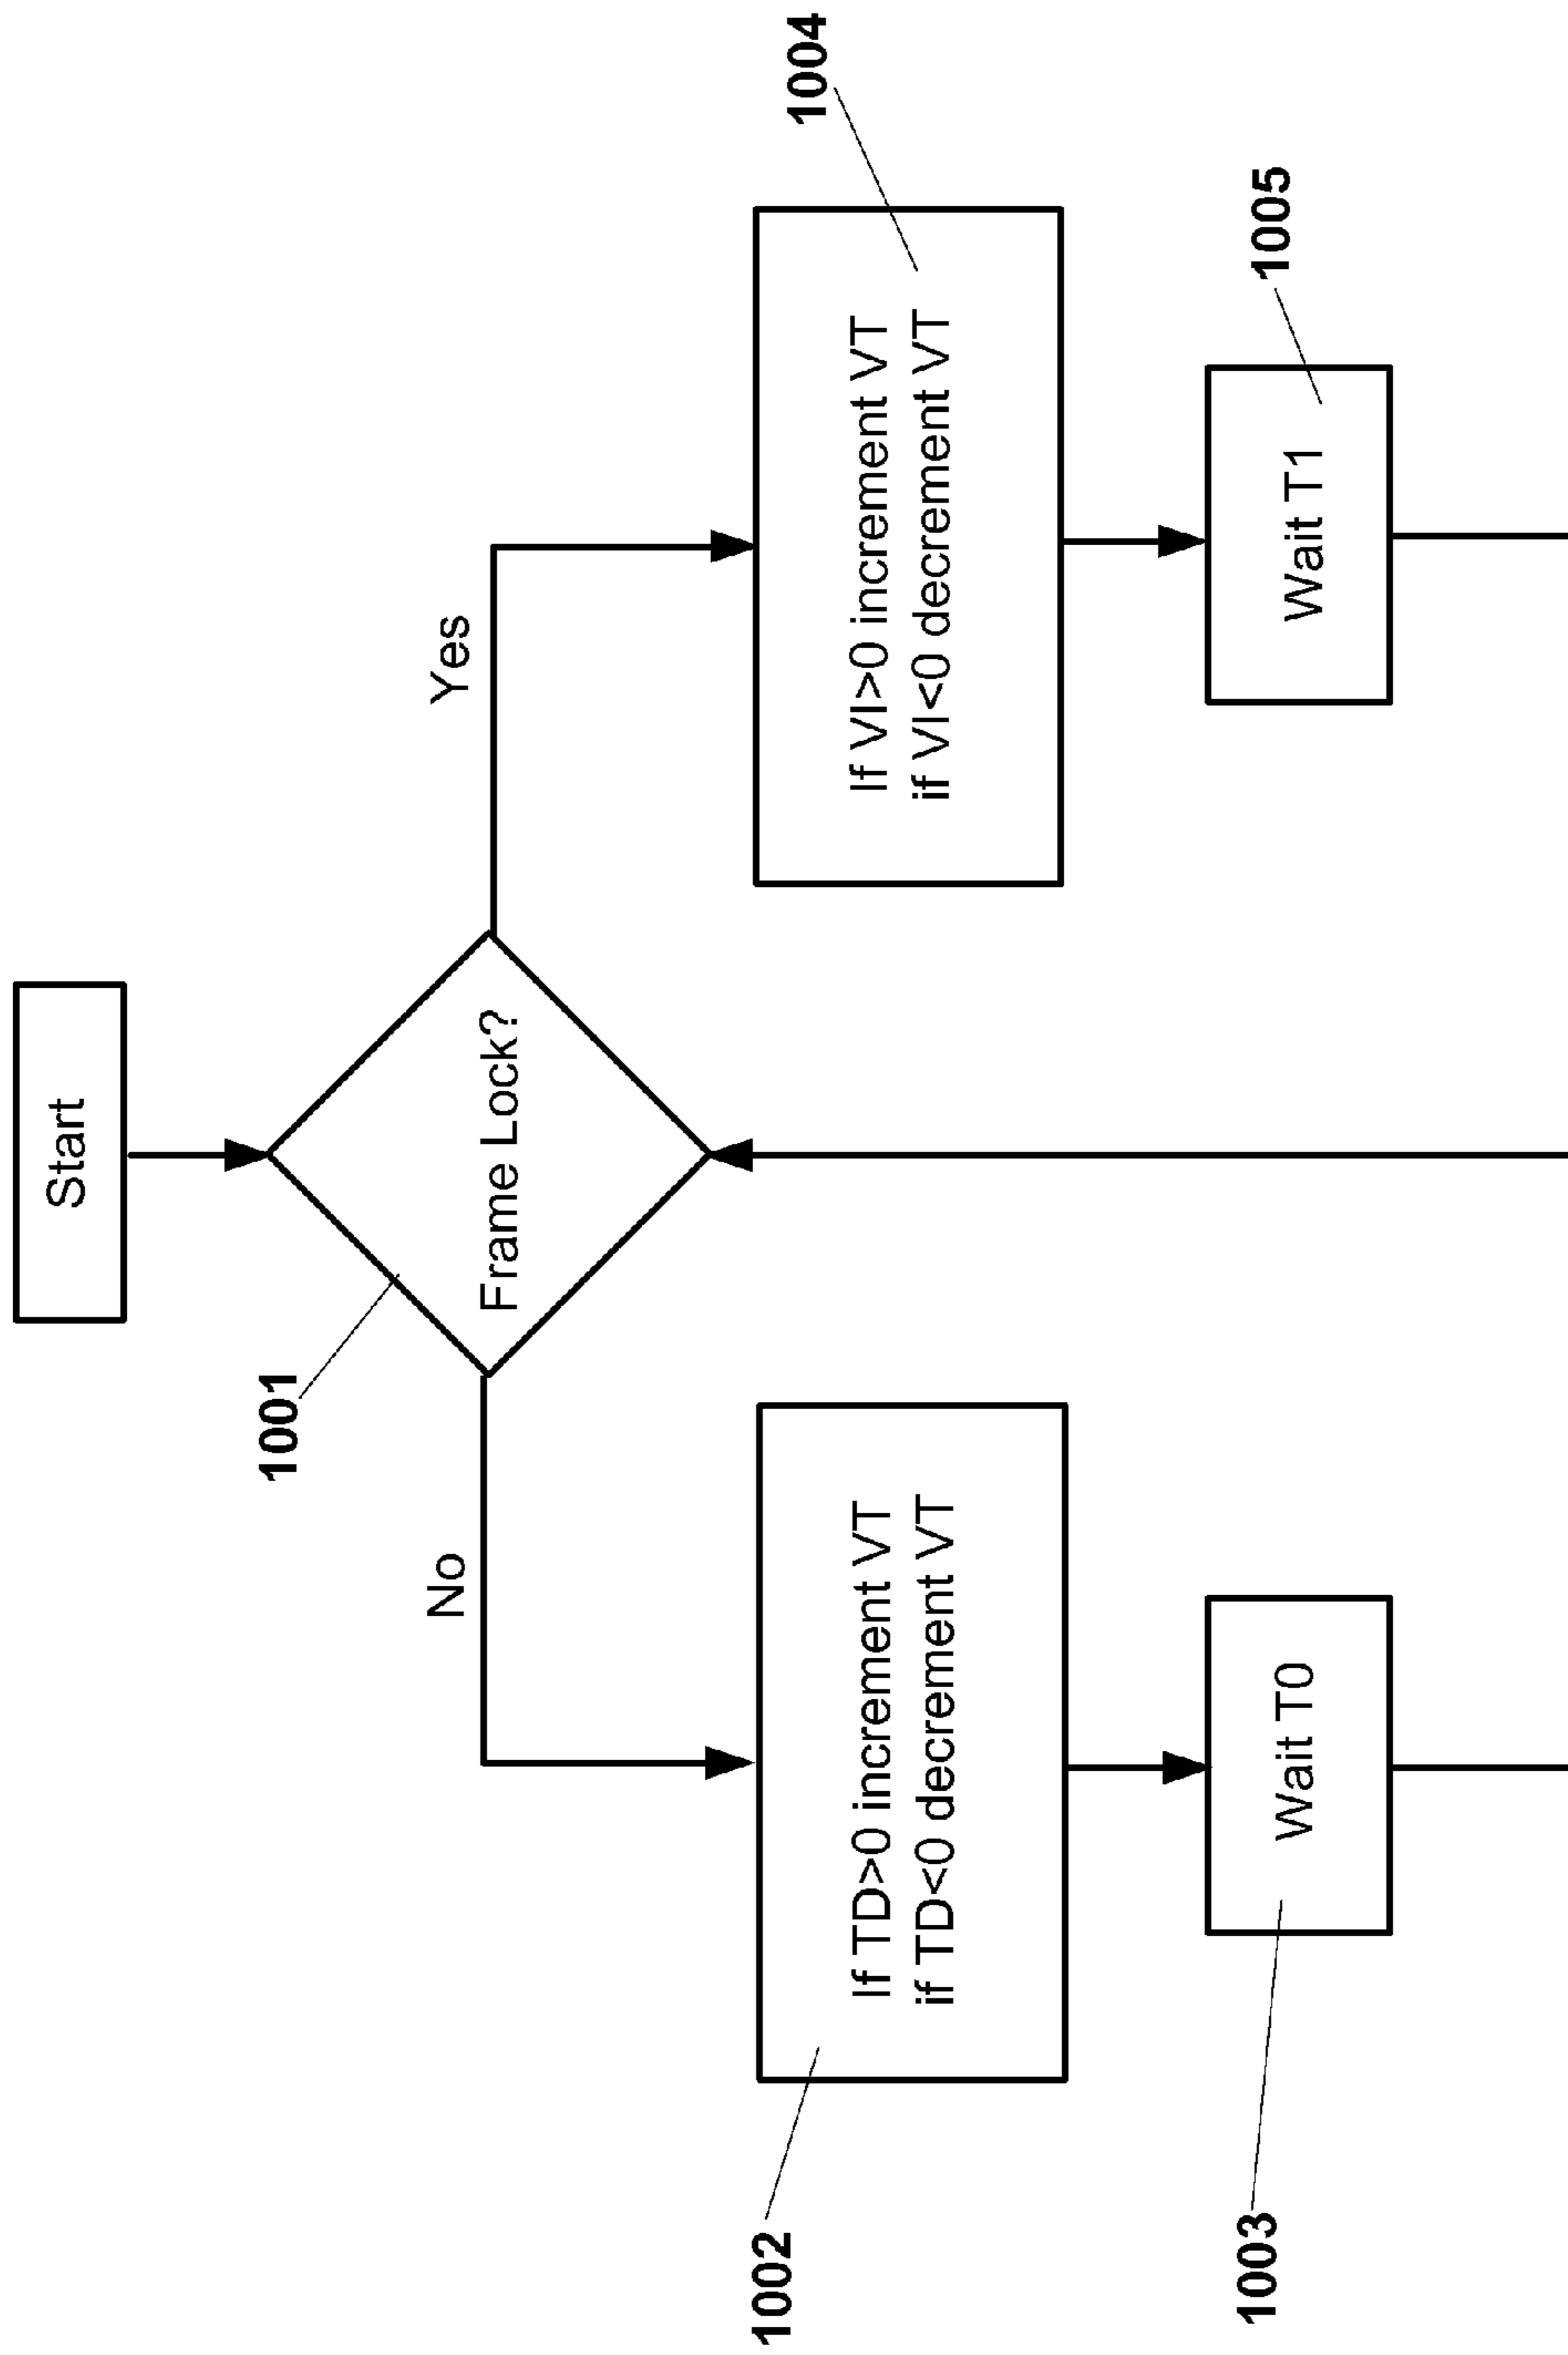 Start
1001
Frame Lock?
No
Yes
1002
If TD>0 increment VT
if TD<0 decrement VT
1004
If VI>0 increment VT
if VI<0 decrement VT
1003
Wait T0
1005
Wait T1